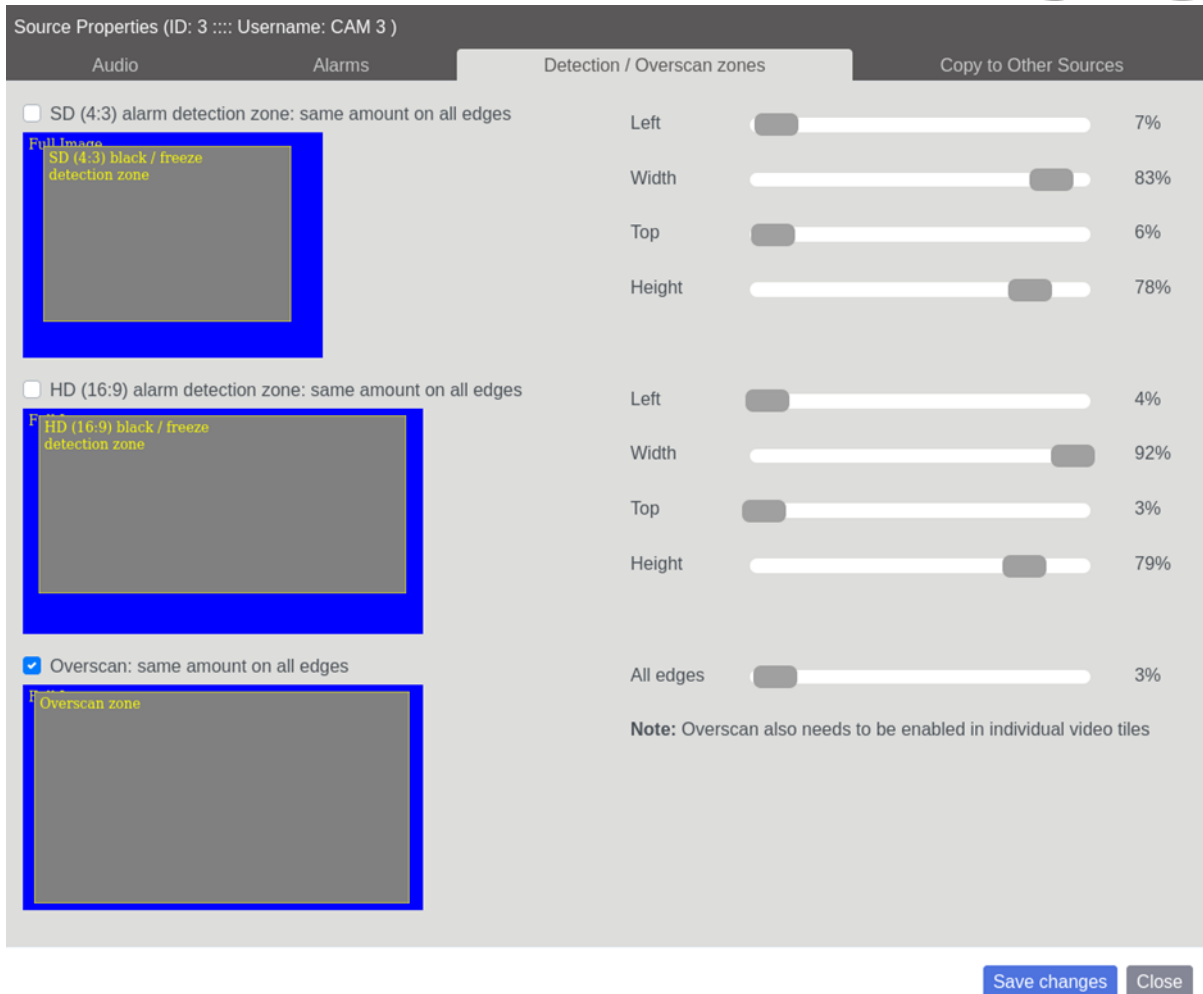 Source Properties (ID: 3 :::: Username: CAM 3 )
Audio Alarms Detection / Overscan zones Copy to Other Sources
SD (4:3) alarm detection zone: same amount on all edges
Full Image
SD (4:3) black / freeze
detection zone
Left 7%
Width 83%
Top 6%
Height 78%
HD (16:9) alarm detection zone: same amount on all edges
HD (16:9) black / freeze
detection zone
Left 4%
Width 92%
Top 3%
Height 79%
Overscan: same amount on all edges
Overscan zone
All edges 3%
Note: Overscan also needs to be enabled in individual video tiles
Save changes Close